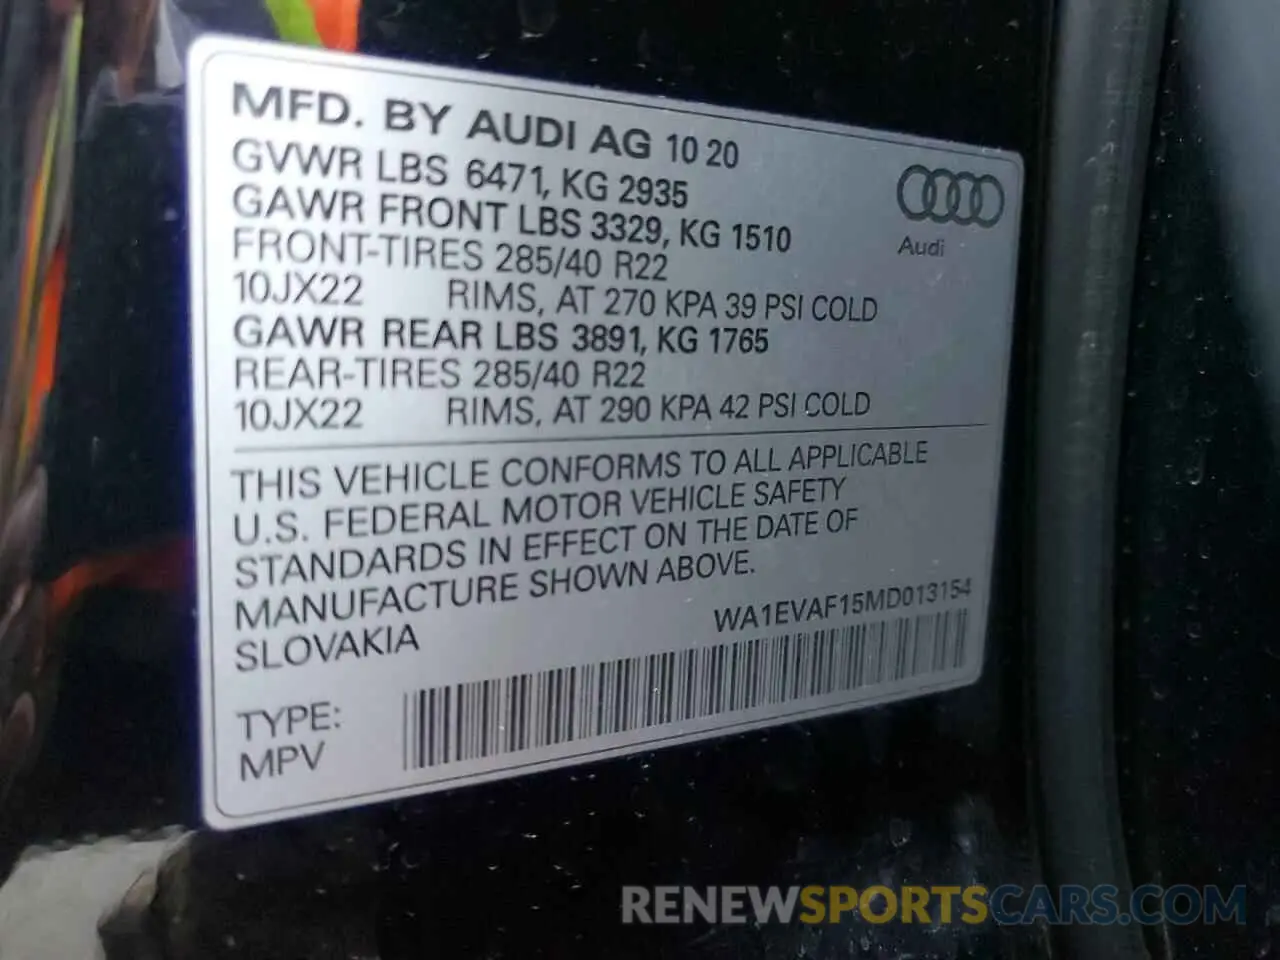 MFD. BY AUDI AG 10 20
GVWR LBS 6471, KG 2935
GAWR FRONT LBS 3329, KG 1510
FRONT-TIRES 285/40 R22
10JX22 RIMS, AT 270 KPA 39 PSI COLD
GAWR REAR LBS 3891, KG 1765
REAR-TIRES 285/40 R22
10JX22 RIMS, AT 290 KPA 42 PSI COLD
Audi
THIS VEHICLE CONFORMS TO ALL APPLICABLE
U.S. FEDERAL MOTOR VEHICLE SAFETY
STANDARDS IN EFFECT ON THE DATE OF
MANUFACTURE SHOWN ABOVE.
SLOVAKIA
WA1EVAF15MD013154
TYPE:
MPV
RENEWSPORTSCARS.COM